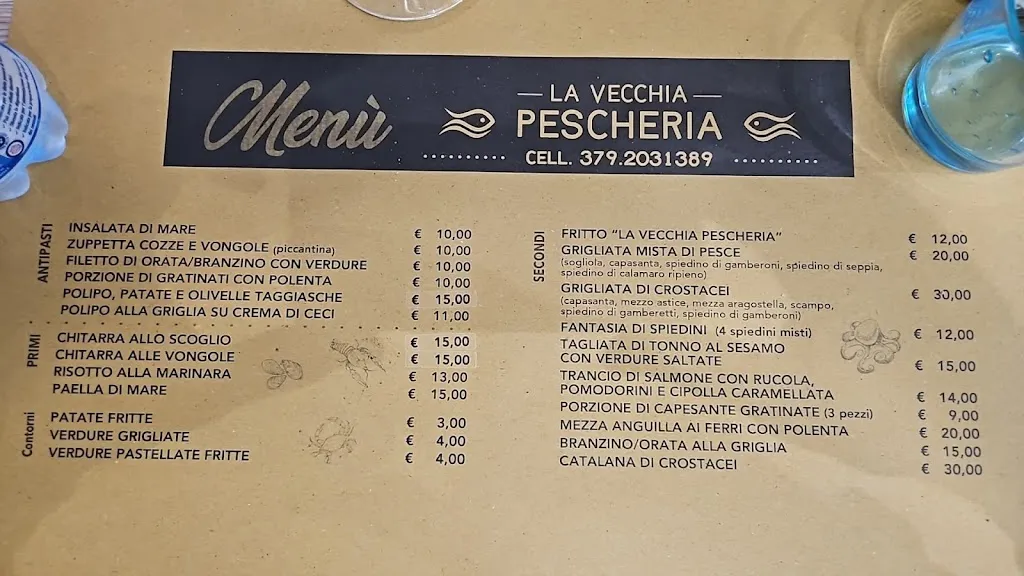 Menù
LA VECCHIA
PESCHERIA
CELL. 379.2031389
ANTIPASTI
INSALATA DI MARE € 10,00
ZUPPETTA COZZE E VONGOLE (piccantina) € 10,00
FILETTO DI ORATA/BRANZINO CON VERDURE € 10,00
PORZIONE DI GRATINATI CON POLENTA € 10,00
POLIPO, PATATE E OLIVELLE TAGGIASCHE € 15,00
POLIPO ALLA GRIGLIA SU CREMA DI CECI € 11,00
PRIMI
CHITARRA ALLO SCOGLIO € 15,00
CHITARRA ALLE VONGOLE € 15,00
RISOTTO ALLA MARINARA € 13,00
PAELLA DI MARE € 15,00
Contorni
PATATE FRITTE € 3,00
VERDURE GRIGLIATE € 4,00
VERDURE PASTELLATE FRITTE € 4,00
SECONDI
FRITTO “LA VECCHIA PESCHERIA” € 12,00
GRIGLIATA MISTA DI PESCE € 20,00
(sogliola, capasanta, spiedino di gamberoni, spiedino di seppia,
spiedino di calamaro ripieno)
GRIGLIATA DI CROSTACEI € 30,00
(capasanta, mezzo astice, mezza aragostella, scampo,
spiedino di gamberetti, spiedino di gamberoni)
FANTASIA DI SPIEDINI (4 spiedini misti) € 12,00
TAGLIATA DI TONNO AL SESAMO
CON VERDURE SALTATE € 15,00
TRANCIO DI SALMONE CON RUCOLA,
POMODORINI E CIPOLLA CARAMELLATA € 14,00
PORZIONE DI CAPESANTE GRATINATE (3 pezzi) € 9,00
MEZZA ANGUILLA AI FERRI CON POLENTA € 20,00
BRANZINO/ORATA ALLA GRIGLIA € 15,00
CATALANA DI CROSTACEI € 30,00